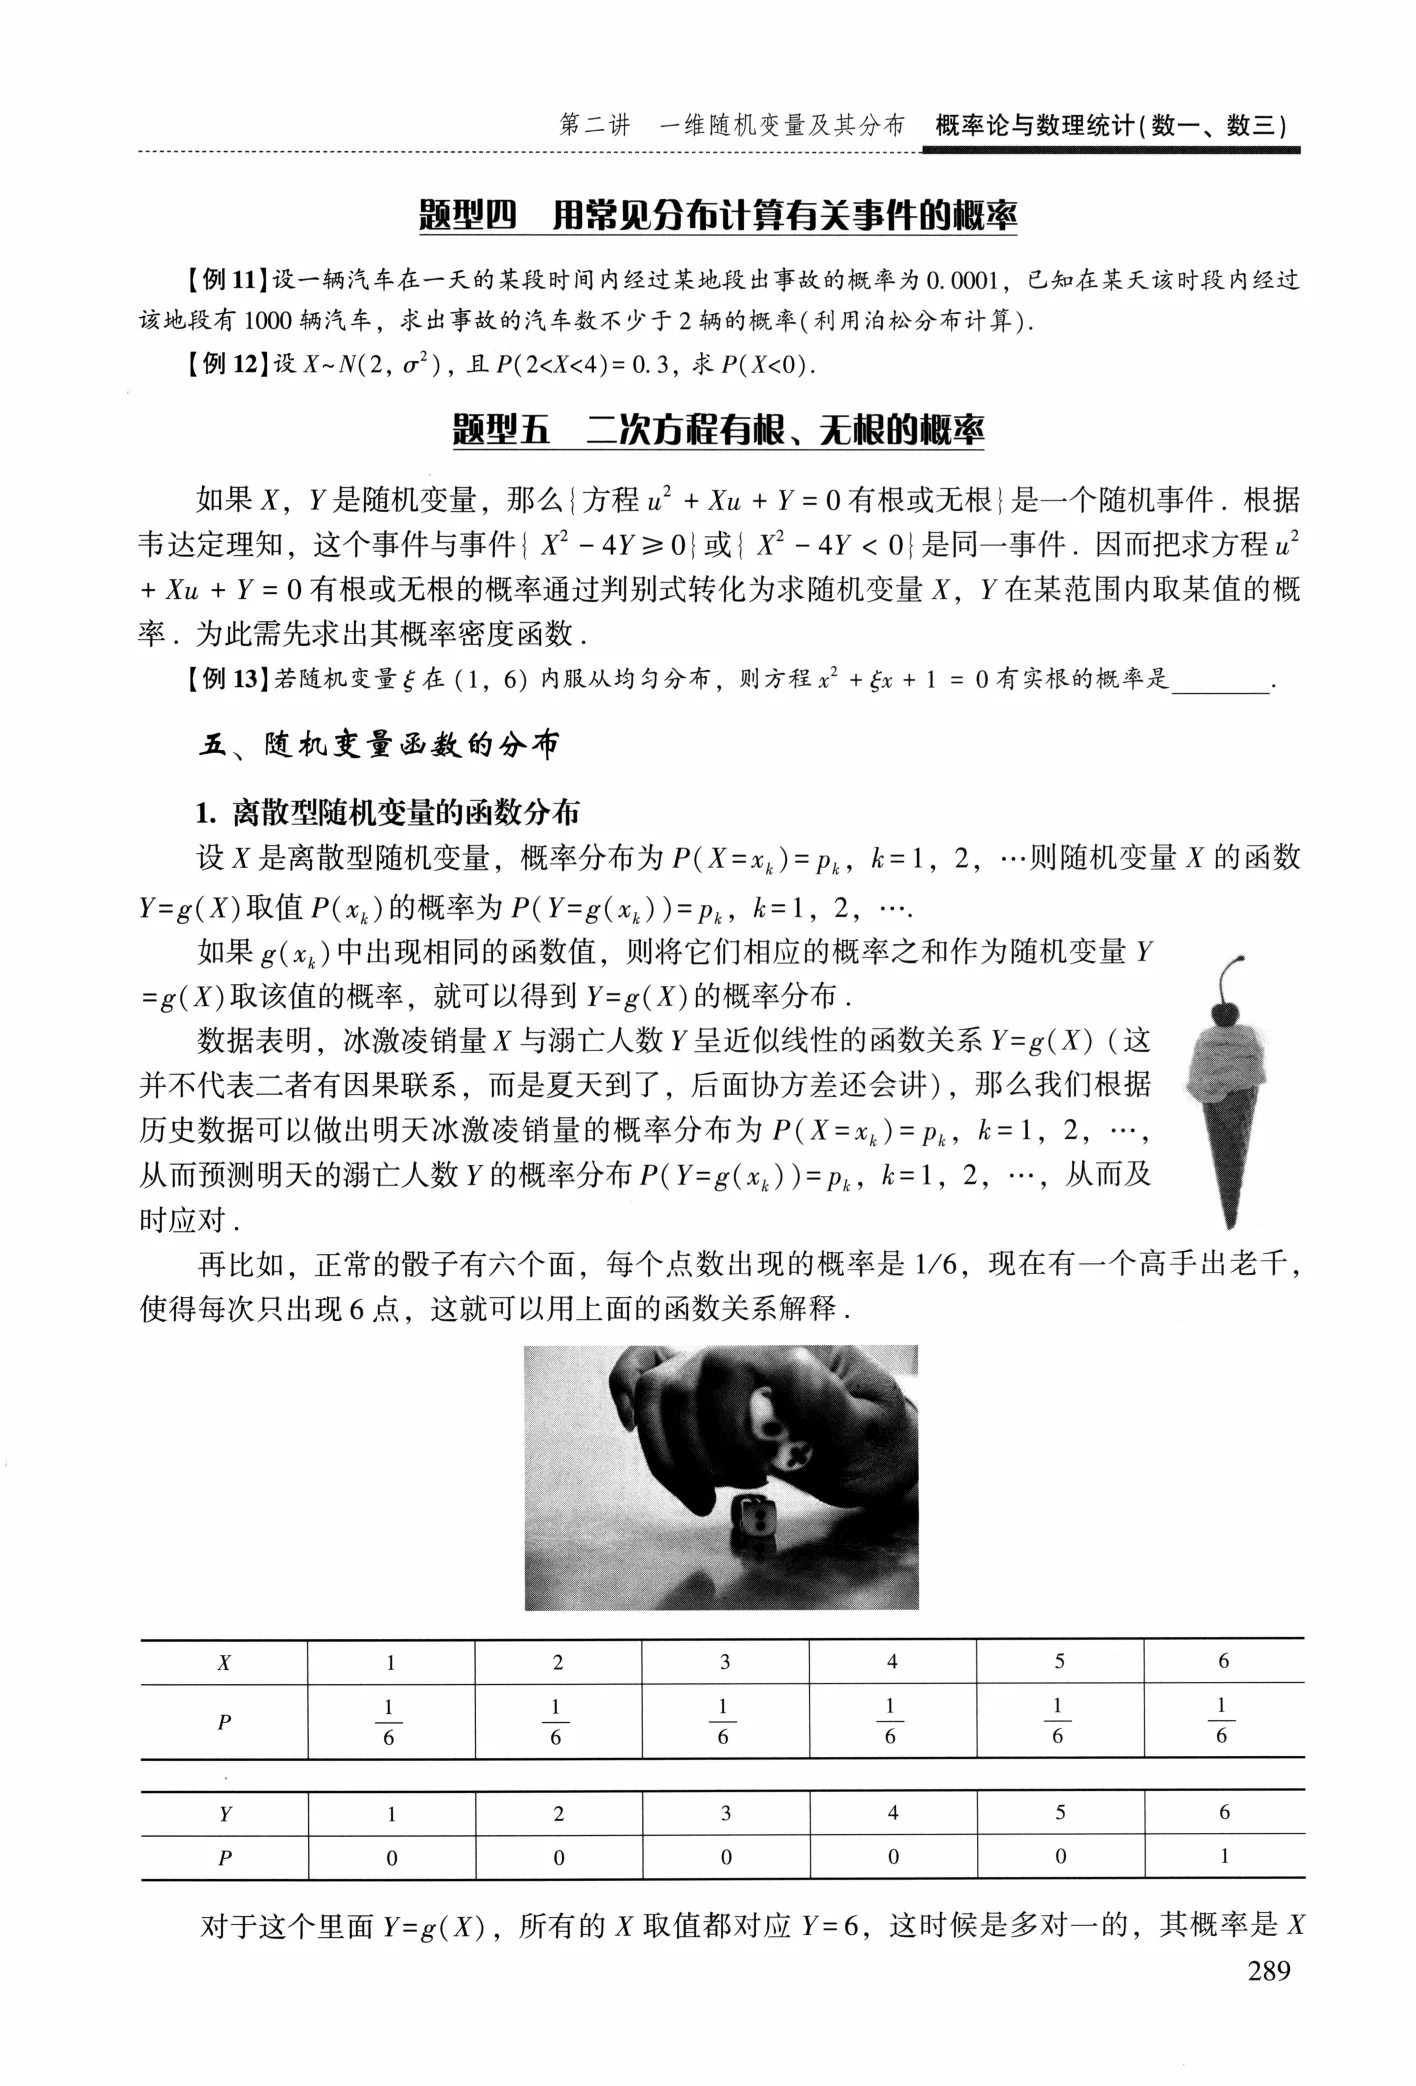 第二讲 一维随机变量及其分布 概率论与数理统计(数一、数三)
题型四 用常见分布计算有关事件的概率
【例 11】设一辆汽车在一天的某段时间内经过某地段出事故的概率为 0.0001，已知在某天该时段内经过
该地段有 1000 辆汽车，求出事故的汽车数不少于 2 辆的概率(利用泊松分布计算).
【例 12】设 X~N(2, σ²)，且 P(2<X<4)= 0.3，求 P(X<0).
题型五 二次方程有根、无根的概率
如果 X，Y 是随机变量，那么{方程 u² + Xu + Y = 0 有根或无根}是一个随机事件．根据
韦达定理知，这个事件与事件{ X² − 4Y ≥ 0}或{ X² − 4Y < 0}是同一事件．因而把求方程 u²
+ Xu + Y = 0 有根或无根的概率通过判别式转化为求随机变量 X，Y 在某范围内取某值的概
率．为此需先求出其概率密度函数．
【例 13】若随机变量 ξ 在 (1, 6) 内服从均匀分布，则方程 x² + ξx + 1 = 0 有实根的概率是________.
五、随机变量函数的分布
1. 离散型随机变量的函数分布
设 X 是离散型随机变量，概率分布为 P(X=xₖ)=pₖ，k=1，2，…则随机变量 X 的函数
Y=g(X)取值 P(xₖ)的概率为 P(Y=g(xₖ))=pₖ，k=1，2，….
如果 g(xₖ)中出现相同的函数值，则将它们相应的概率之和作为随机变量 Y
=g(X)取该值的概率，就可以得到 Y=g(X)的概率分布．
数据表明，冰激凌销量 X 与溺亡人数 Y 呈近似线性的函数关系 Y=g(X)（这
并不代表二者有因果联系，而是夏天到了，后面协方差还会讲），那么我们根据
历史数据可以做出明天冰激凌销量的概率分布为 P(X=xₖ)=pₖ，k=1，2，…，
从而预测明天的溺亡人数 Y 的概率分布 P(Y=g(xₖ))=pₖ，k=1，2，…，从而及
时应对．
再比如，正常的骰子有六个面，每个点数出现的概率是 1/6，现在有一个高手出老千，
使得每次只出现 6 点，这就可以用上面的函数关系解释．
X 1 2 3 4 5 6
P 1/6 1/6 1/6 1/6 1/6 1/6
Y 1 2 3 4 5 6
P 0 0 0 0 0 1
对于这个里面 Y=g(X)，所有的 X 取值都对应 Y=6，这时候是多对一的，其概率是 X
289